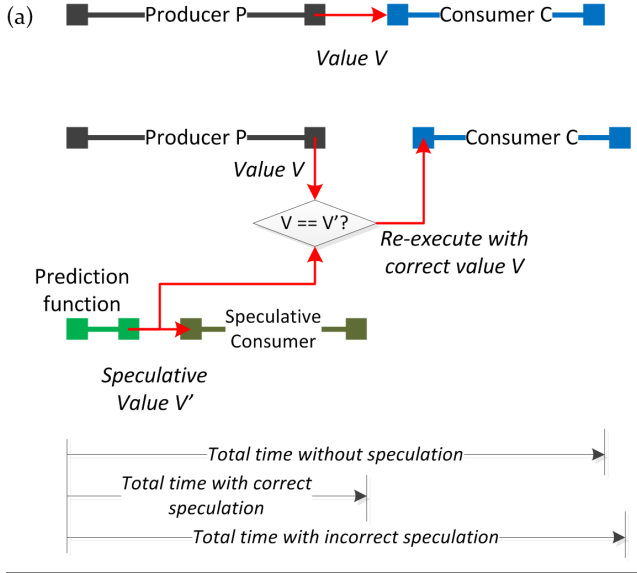 (a)
Producer P
Consumer C
Value V
Producer P
Consumer C
Value V
V == V’?
Re-execute with
correct value V
Prediction
function
Speculative
Consumer
Speculative
Value V’
Total time without speculation
Total time with correct
speculation
Total time with incorrect speculation